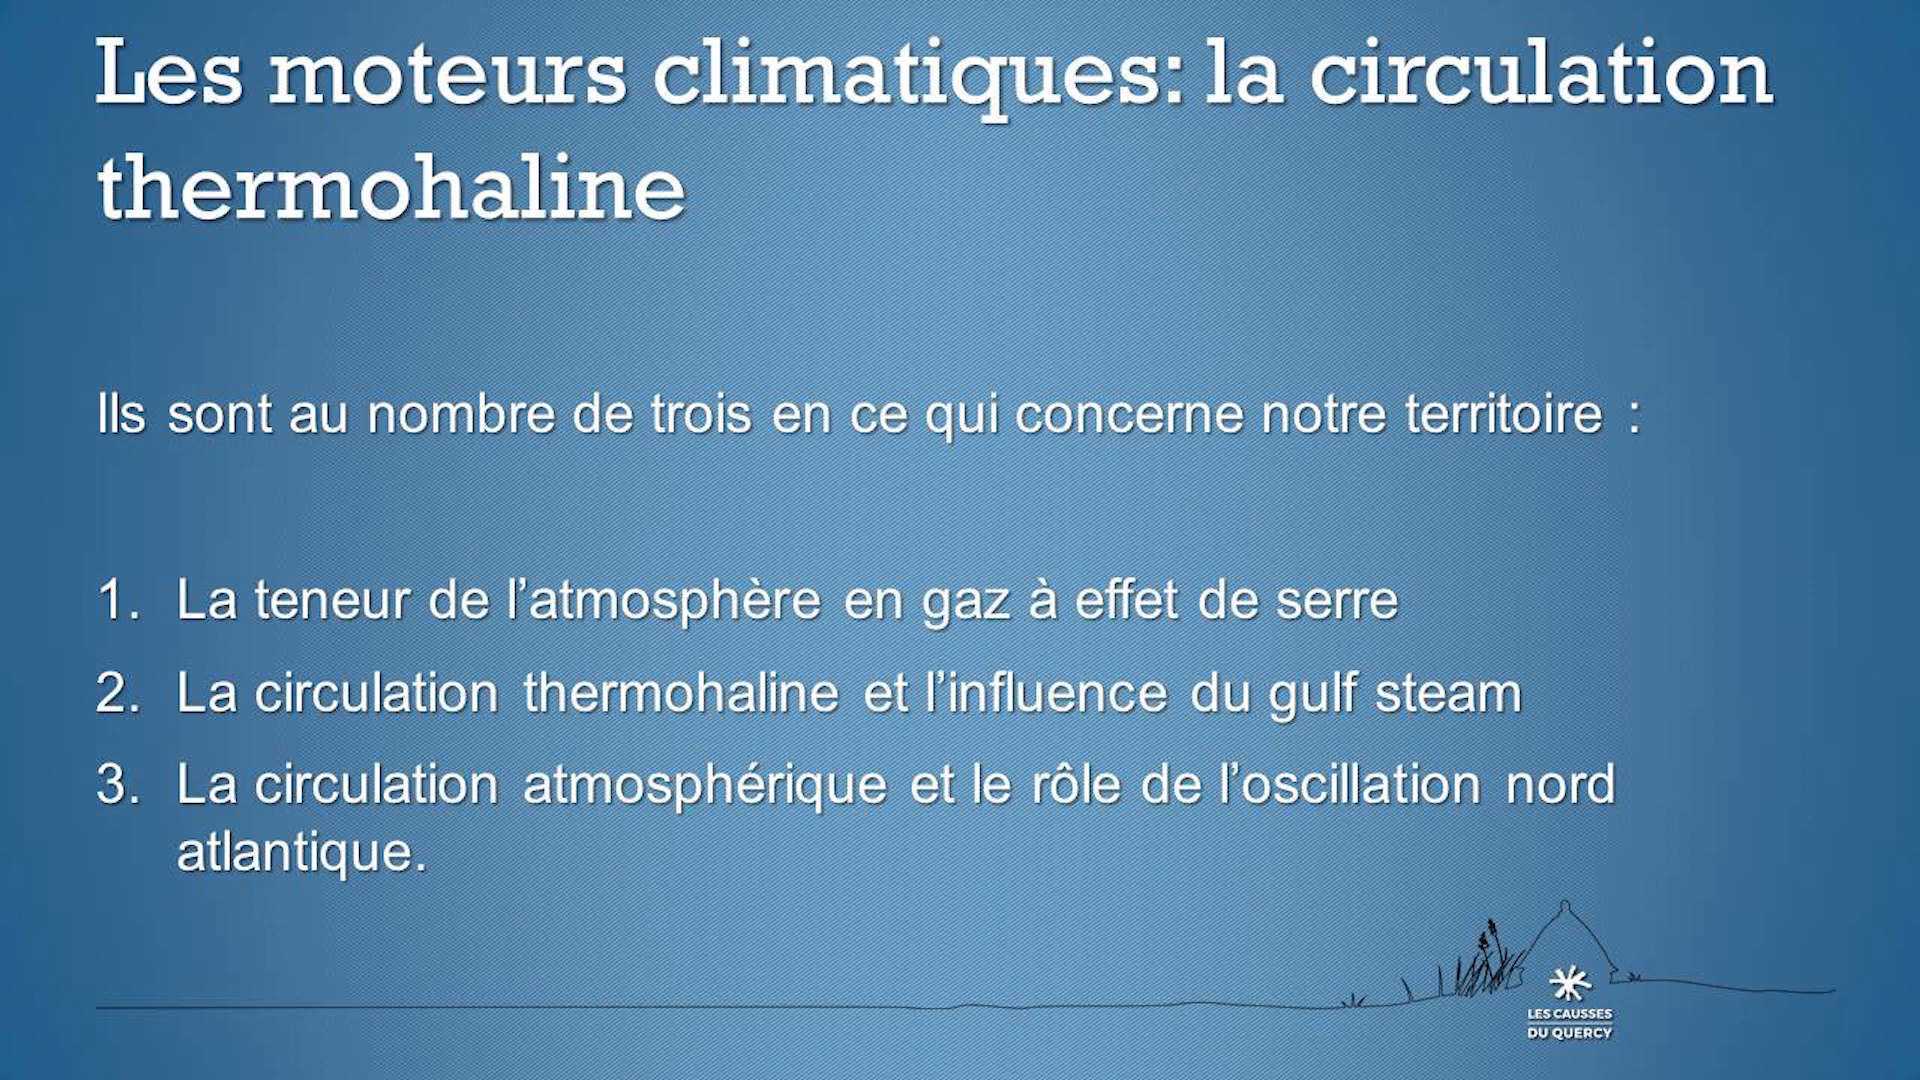 Les moteurs climatiques: la circulation
thermohaline
Ils sont au nombre de trois en ce qui concerne notre territoire :
1. La teneur de l’atmosphère en gaz à effet de serre
2. La circulation thermohaline et l’influence du gulf steam
3. La circulation atmosphérique et le rôle de l’oscillation nord
atlantique.
LES CAUSSES
DU QUERCY